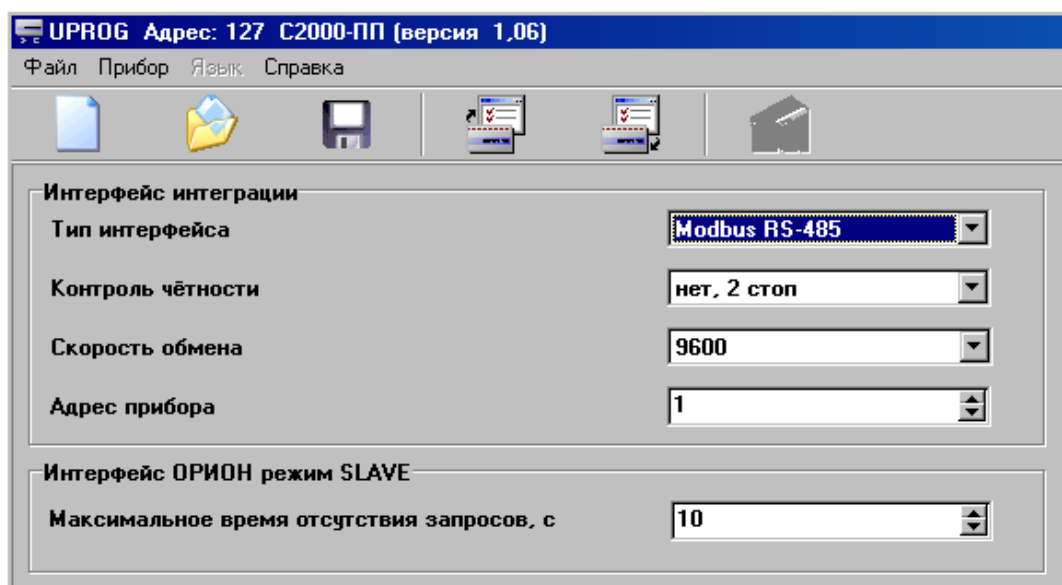 UPROG Адрес: 127 С2000-ПП (версия 1,06)
Файл Прибор Язык Справка
Интерфейс интеграции
Тип интерфейса Modbus RS-485
Контроль чётности нет, 2 стоп
Скорость обмена 9600
Адрес прибора 1
Интерфейс ОРИОН режим SLAVE
Максимальное время отсутствия запросов, с 10